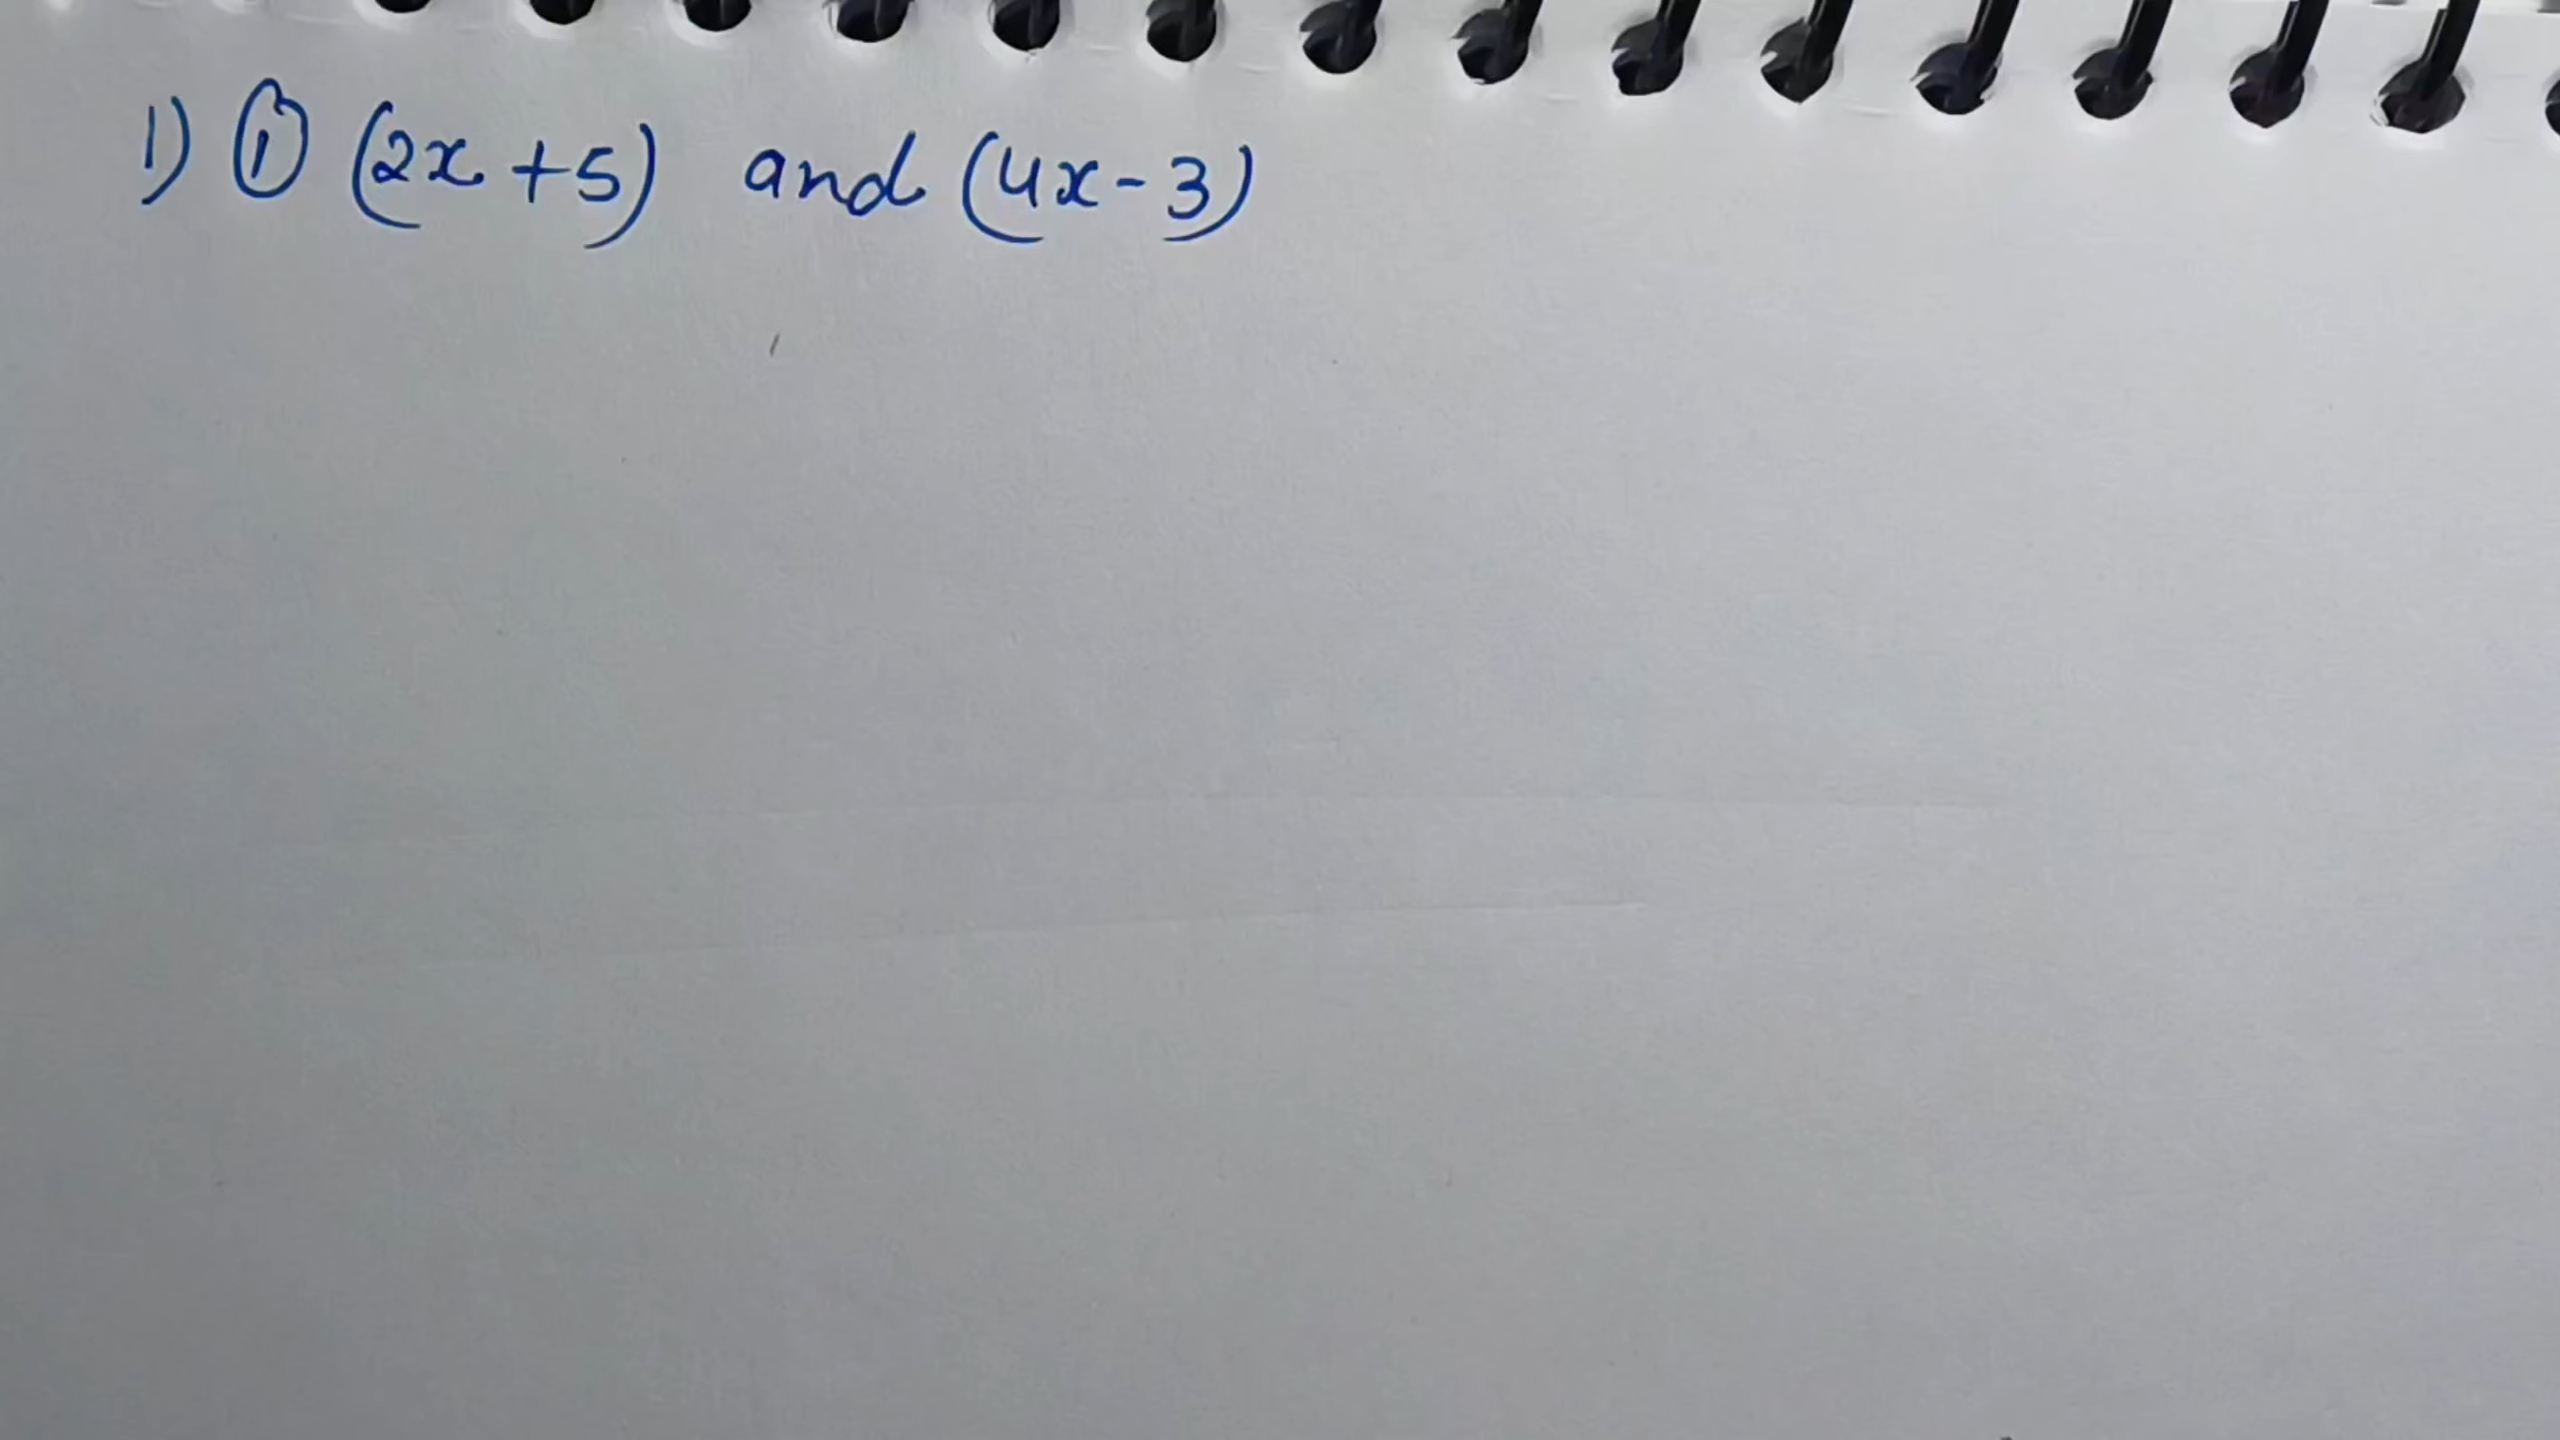 1) ⓘ (2x + 5) and (4x - 3)